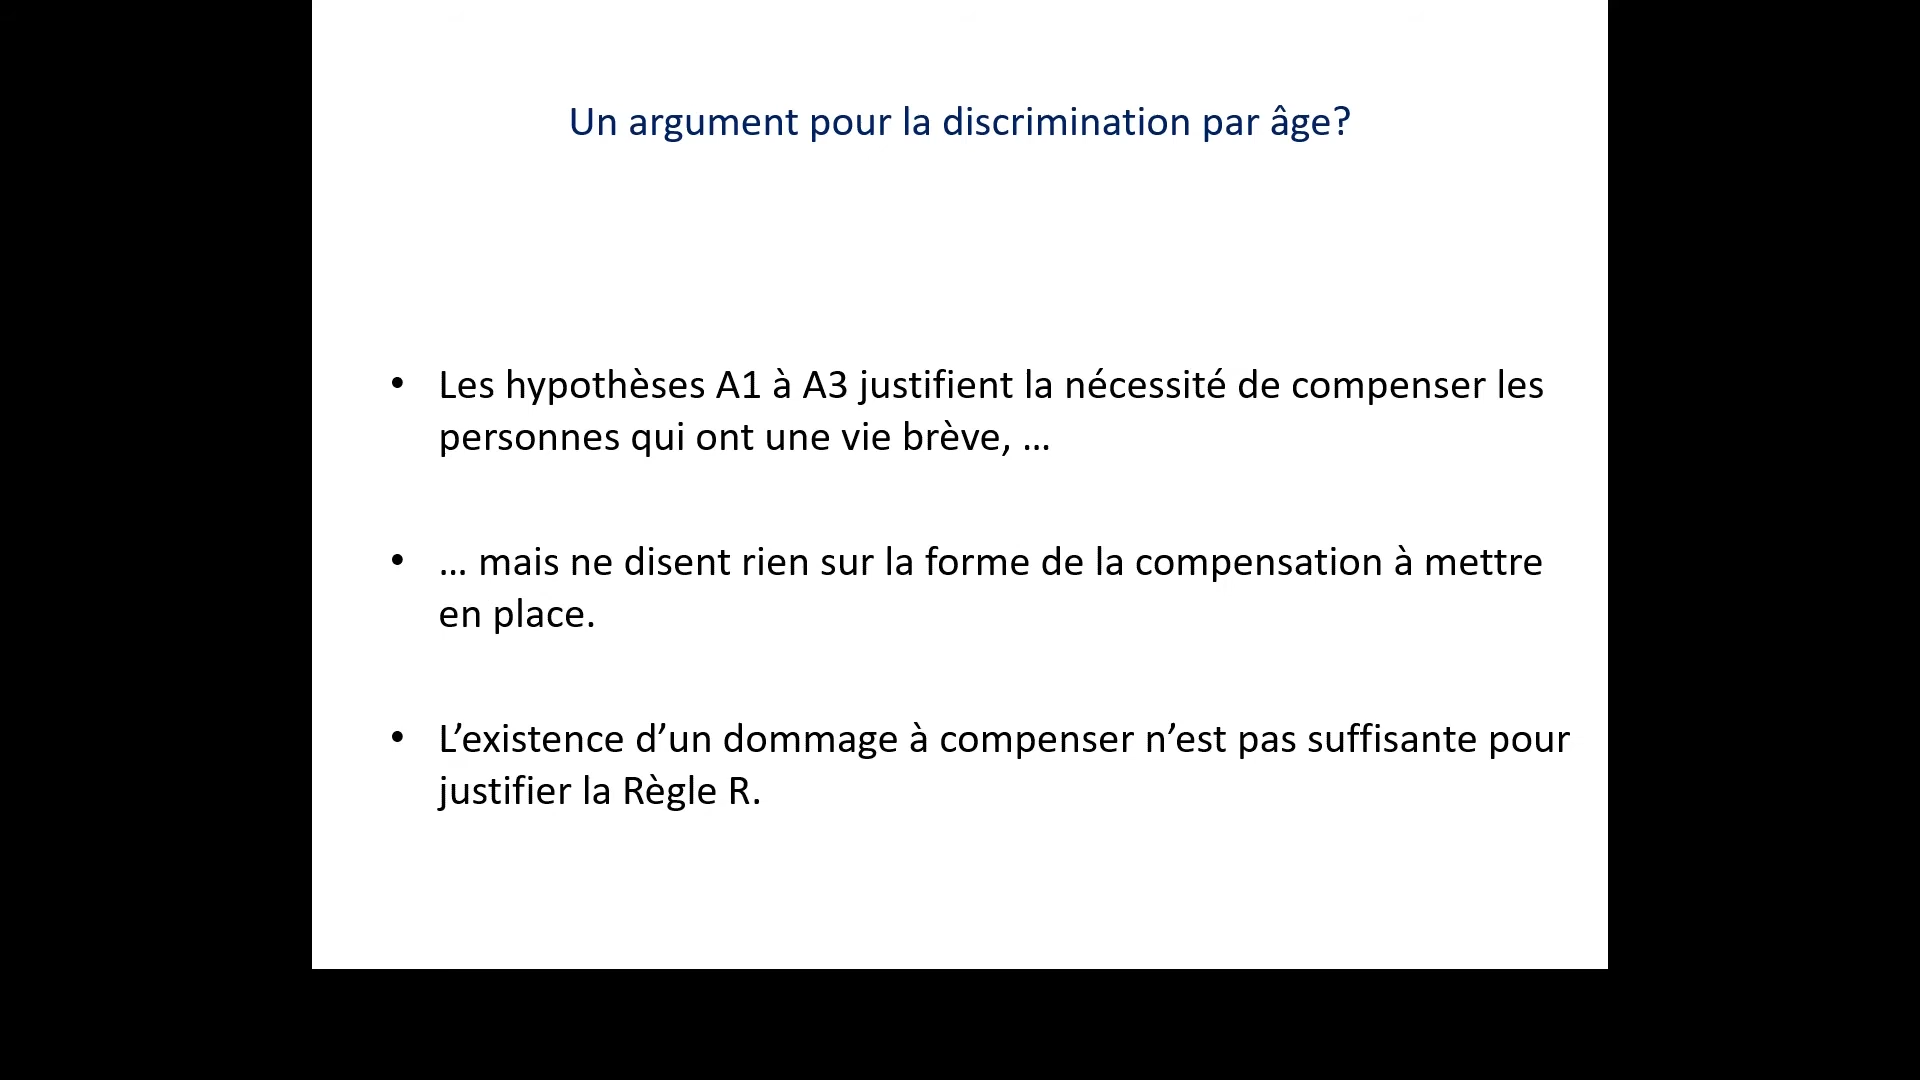 Un argument pour la discrimination par âge?
• Les hypothèses A1 à A3 justifient la nécessité de compenser les
personnes qui ont une vie brève, …
• … mais ne disent rien sur la forme de la compensation à mettre
en place.
• L’existence d’un dommage à compenser n’est pas suffisante pour
justifier la Règle R.